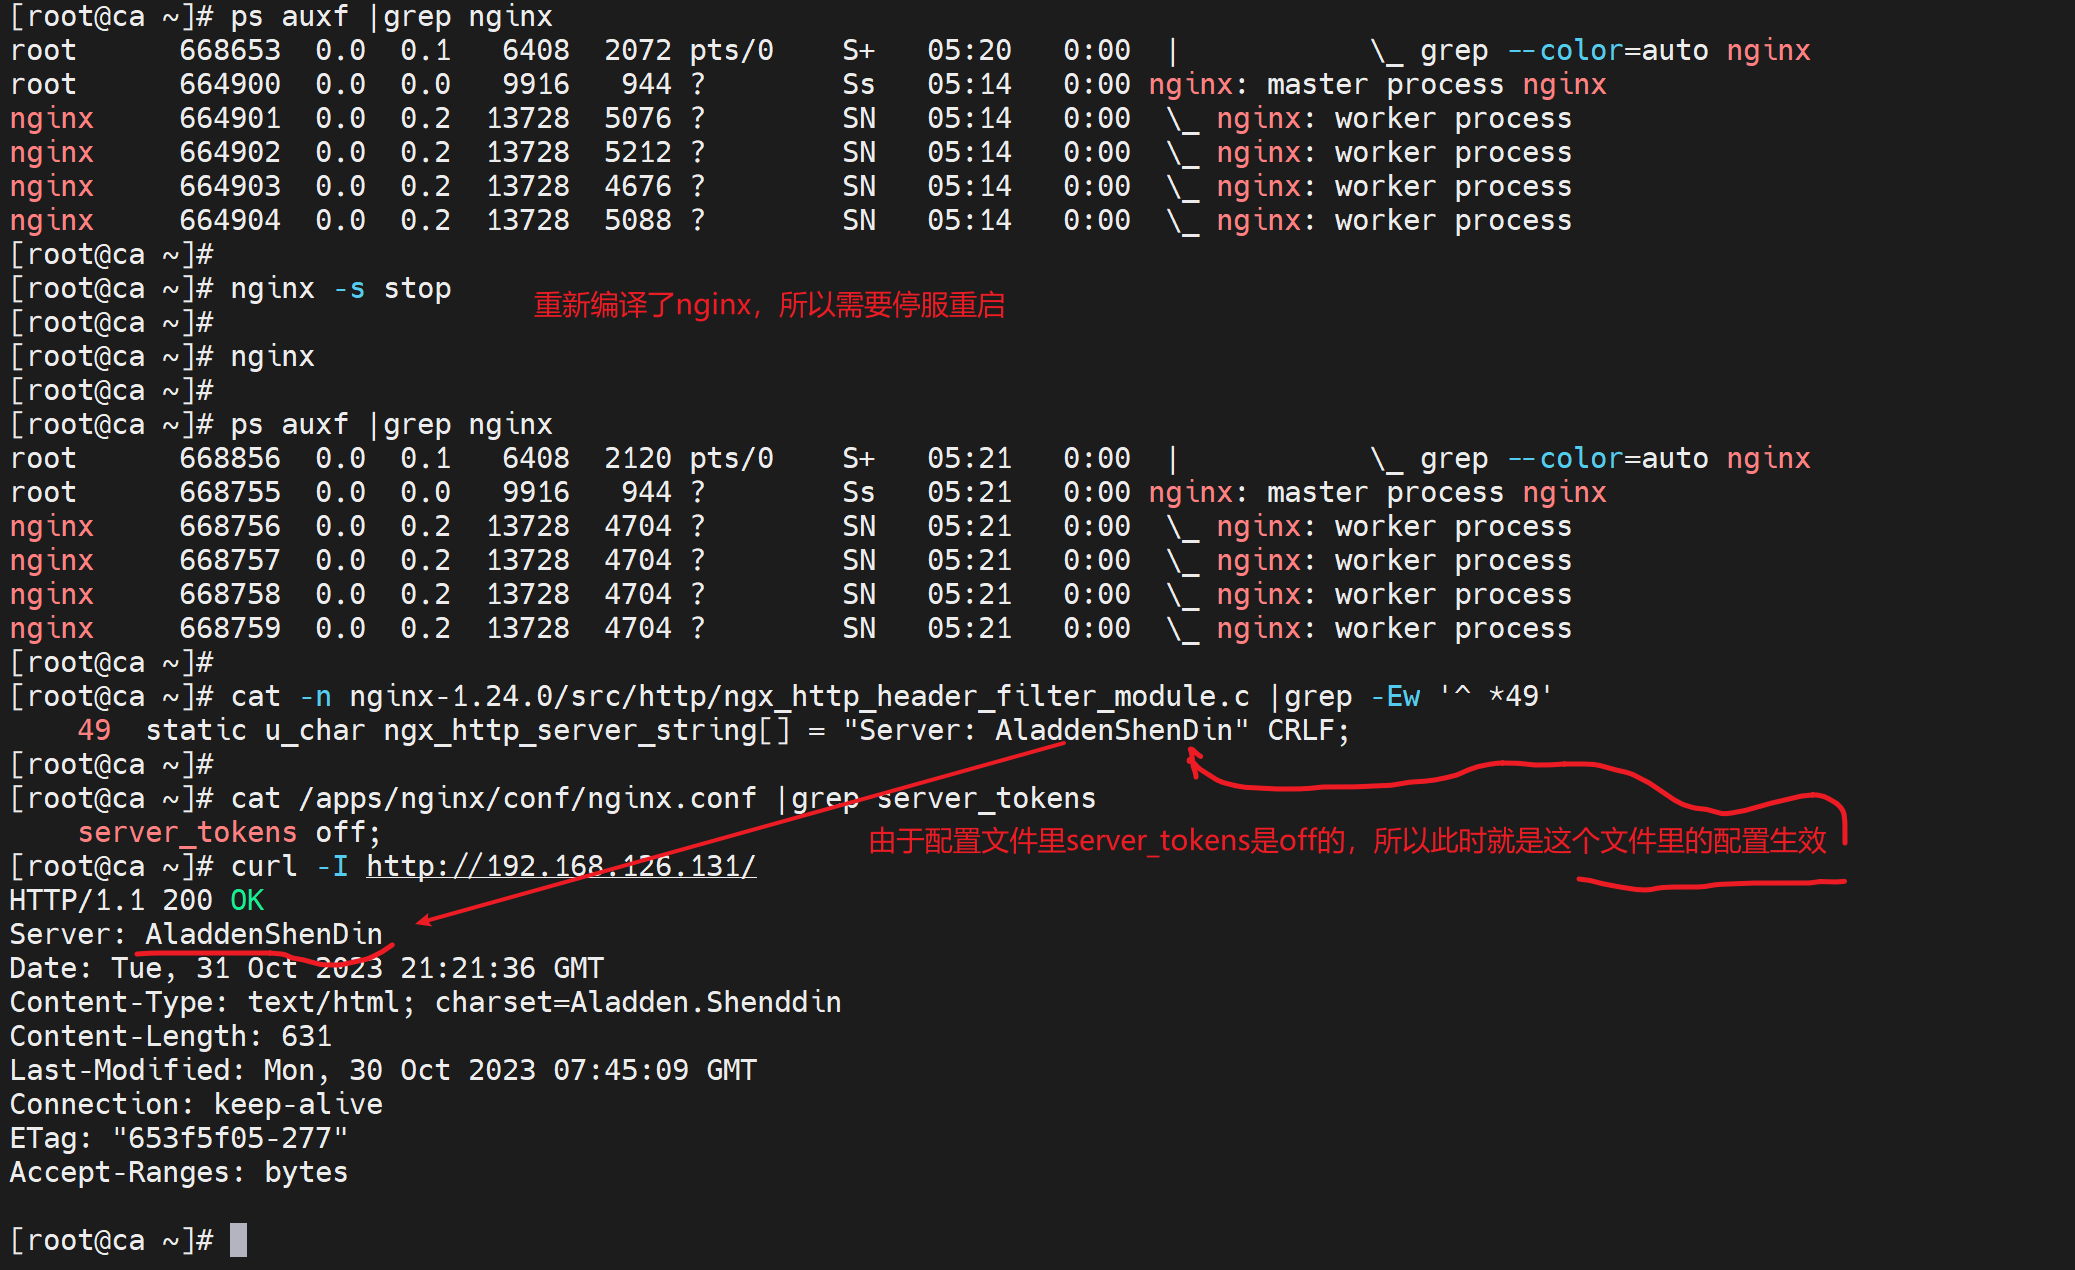 [root@ca ~]# ps auxf |grep nginx
root      668653  0.0  0.1   6408  2072 pts/0    S+   05:20   0:00  |           \_ grep --color=auto nginx
root      664900  0.0  0.0   9916   944 ?        Ss   05:14   0:00 nginx: master process nginx
nginx     664901  0.0  0.2  13728  5076 ?        SN   05:14   0:00  \_ nginx: worker process
nginx     664902  0.0  0.2  13728  5212 ?        SN   05:14   0:00  \_ nginx: worker process
nginx     664903  0.0  0.2  13728  4676 ?        SN   05:14   0:00  \_ nginx: worker process
nginx     664904  0.0  0.2  13728  5088 ?        SN   05:14   0:00  \_ nginx: worker process
[root@ca ~]#
[root@ca ~]# nginx -s stop
重新编译了nginx，所以需要停服重启
[root@ca ~]#
[root@ca ~]# nginx
[root@ca ~]#
[root@ca ~]# ps auxf |grep nginx
root      668856  0.0  0.1   6408  2120 pts/0    S+   05:21   0:00  |           \_ grep --color=auto nginx
root      668755  0.0  0.0   9916   944 ?        Ss   05:21   0:00 nginx: master process nginx
nginx     668756  0.0  0.2  13728  4704 ?        SN   05:21   0:00  \_ nginx: worker process
nginx     668757  0.0  0.2  13728  4704 ?        SN   05:21   0:00  \_ nginx: worker process
nginx     668758  0.0  0.2  13728  4704 ?        SN   05:21   0:00  \_ nginx: worker process
nginx     668759  0.0  0.2  13728  4704 ?        SN   05:21   0:00  \_ nginx: worker process
[root@ca ~]#
[root@ca ~]# cat -n nginx-1.24.0/src/http/ngx_http_header_filter_module.c |grep -Ew '^ *49'
    49  static u_char ngx_http_server_string[] = "Server: AladdenShenDin" CRLF;
[root@ca ~]#
[root@ca ~]# cat /apps/nginx/conf/nginx.conf |grep server_tokens
    server_tokens off;
由于配置文件里server_tokens是off的，所以此时就是这个文件里的配置生效
[root@ca ~]# curl -I http://192.168.126.131/
HTTP/1.1 200 OK
Server: AladdenShenDin
Date: Tue, 31 Oct 2023 21:21:36 GMT
Content-Type: text/html; charset=Aladden.Shenddin
Content-Length: 631
Last-Modified: Mon, 30 Oct 2023 07:45:09 GMT
Connection: keep-alive
ETag: "653f5f05-277"
Accept-Ranges: bytes
[root@ca ~]#